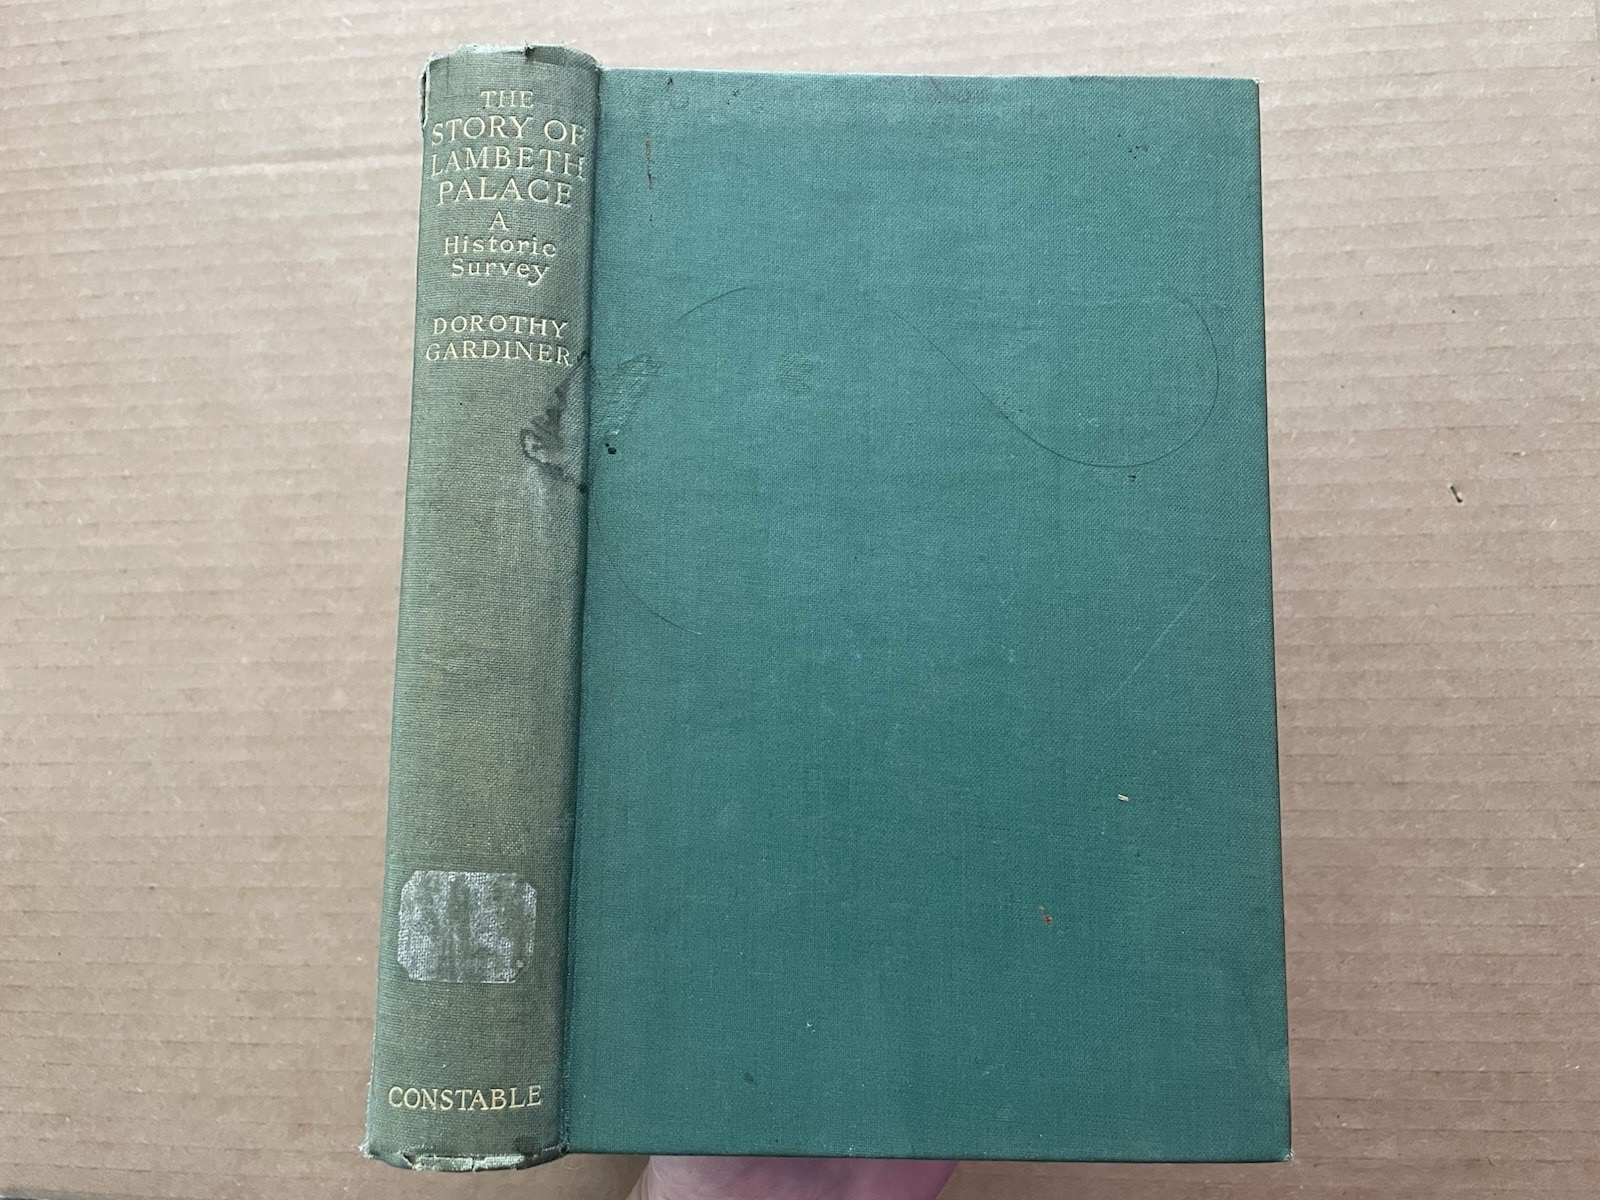 THE
STORY OF
LAMBETH
PALACE
A
Historic
Survey
DOROTHY
GARDINER
CONSTABLE